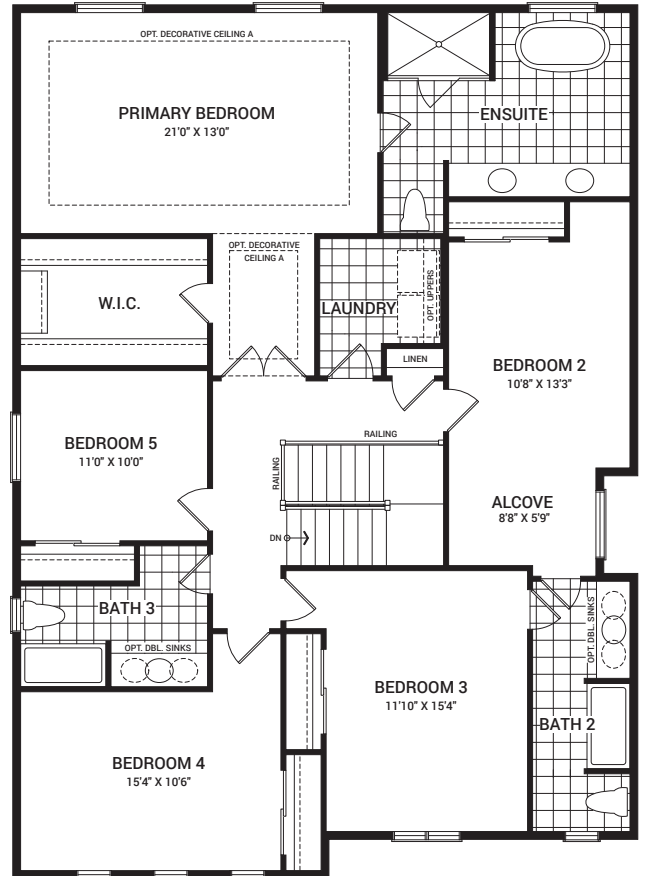 OPT. DECORATIVE CEILING A
PRIMARY BEDROOM
21'0" X 13'0"
ENSUITE
OPT. DECORATIVE
CEILING A
W.I.C.
LAUNDRY
OPT. UPPERS
LINEN
BEDROOM 2
10'8" X 13'3"
BEDROOM 5
11'0" X 10'0"
RAILING
RAILING
ALCOVE
8'8" X 5'9"
DN
BATH 3
OPT. DBL. SINKS
OPT. DBL. SINKS
BEDROOM 3
11'10" X 15'4"
BATH 2
BEDROOM 4
15'4" X 10'6"